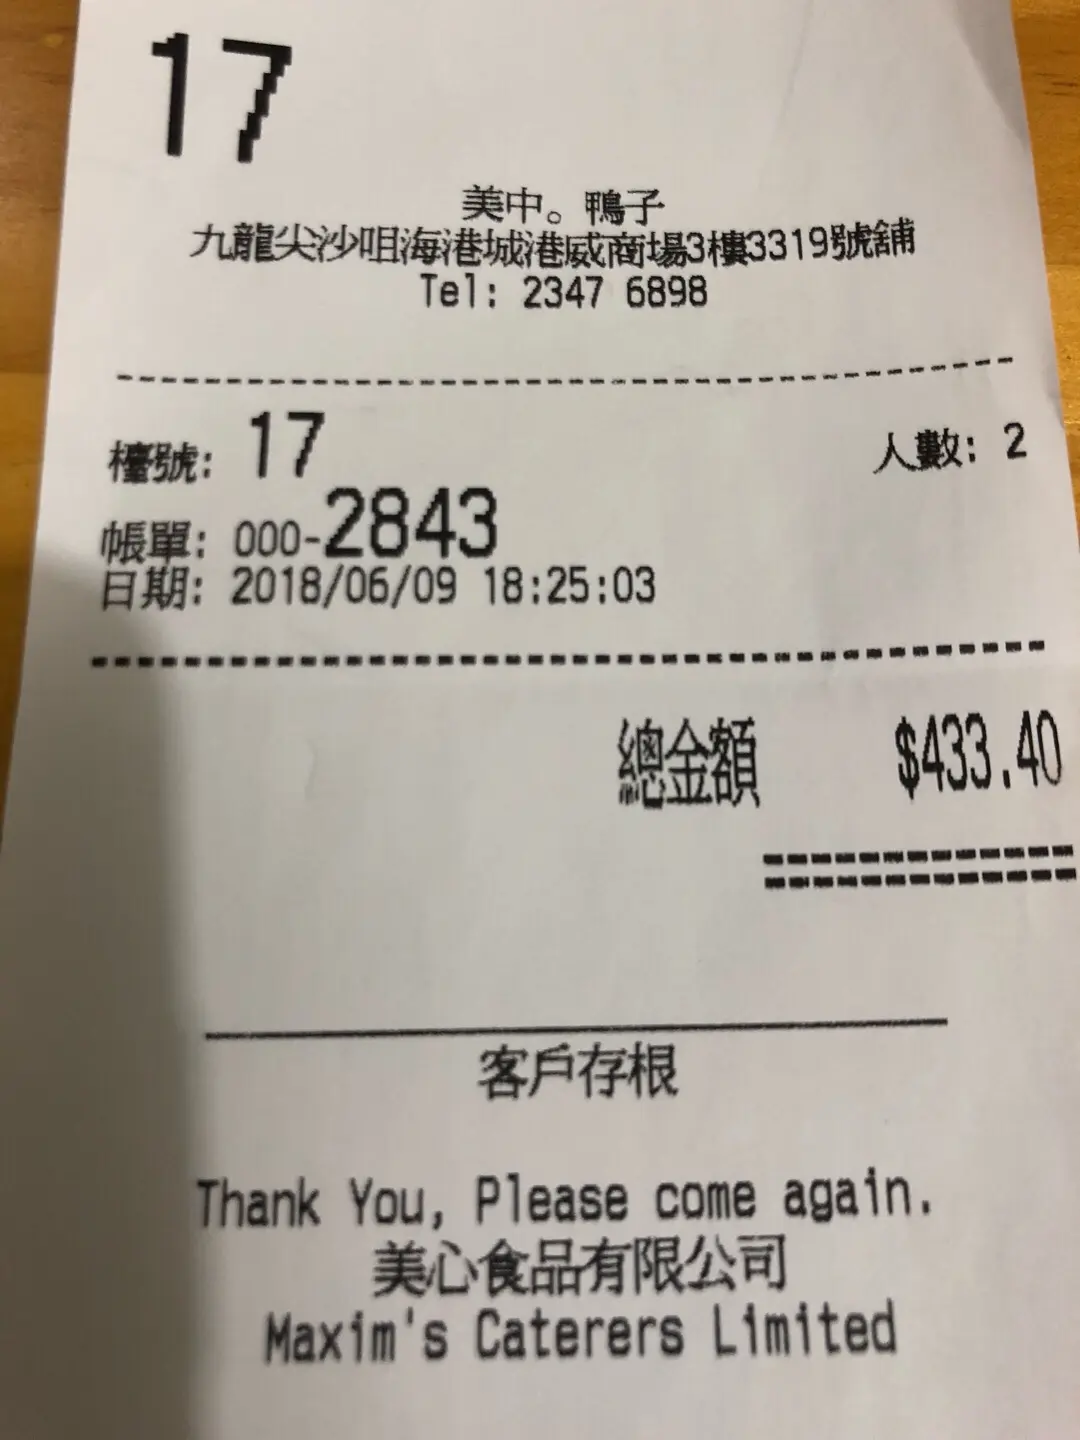 17
美中。鴨子
九龍尖沙咀海港城港威商場3樓3319號舖
Tel: 2347 6898
檯號: 17 人數: 2
帳單: 000-2843
日期: 2018/06/09 18:25:03
總金額 $433.40
客戶存根
Thank You, Please come again.
美心食品有限公司
Maxim's Caterers Limited